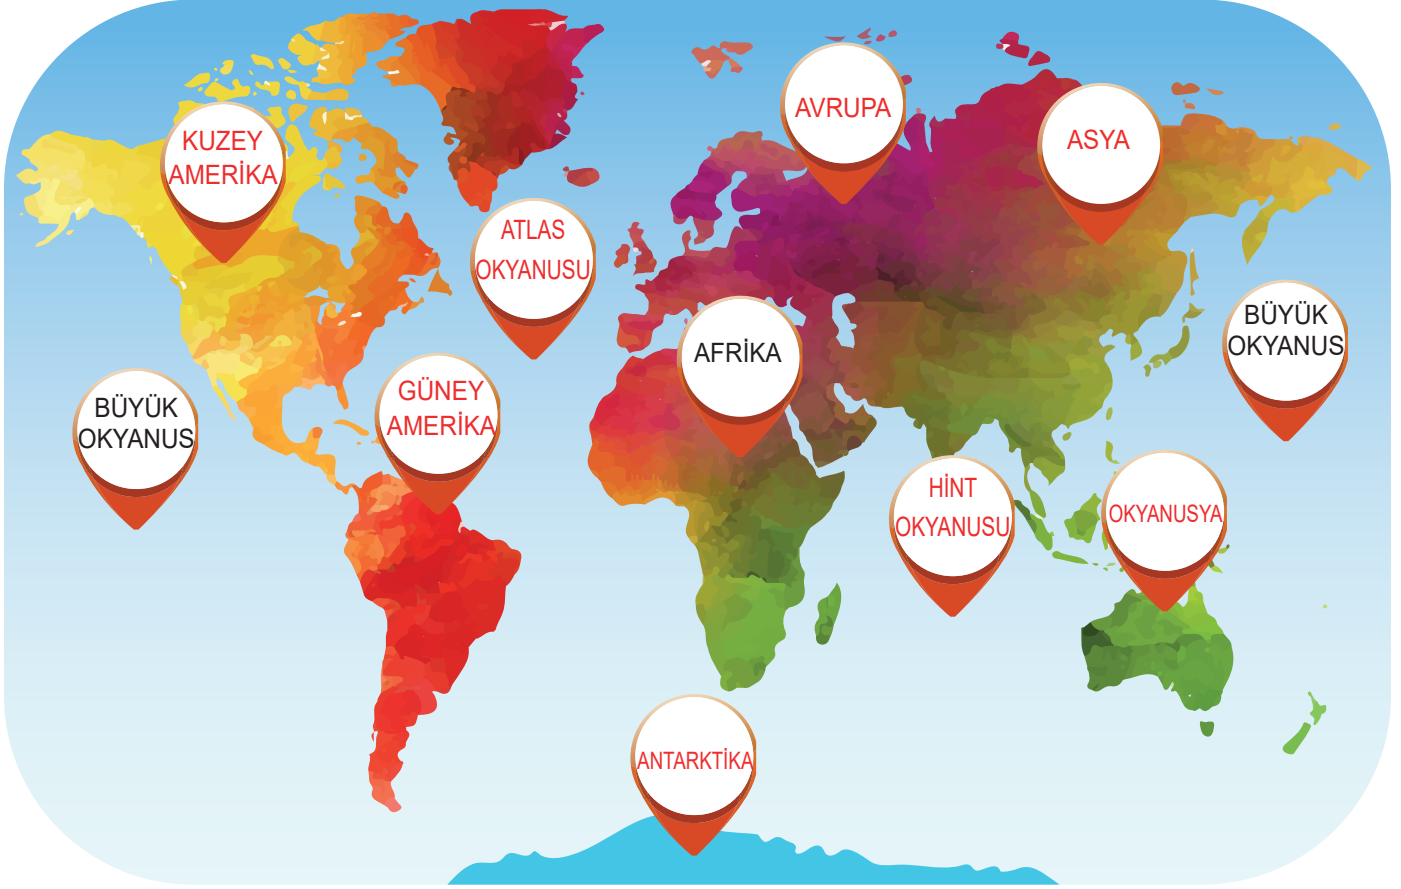 AVRUPA
KUZEY
AMERİKA
ASYA
ATLAS
OKYANUSU
BÜYÜK
OKYANUS
AFRİKA
GÜNEY
AMERİKA
BÜYÜK
OKYANUS
HİNT
OKYANUSU
OKYANUSYA
ANTARKTİKA